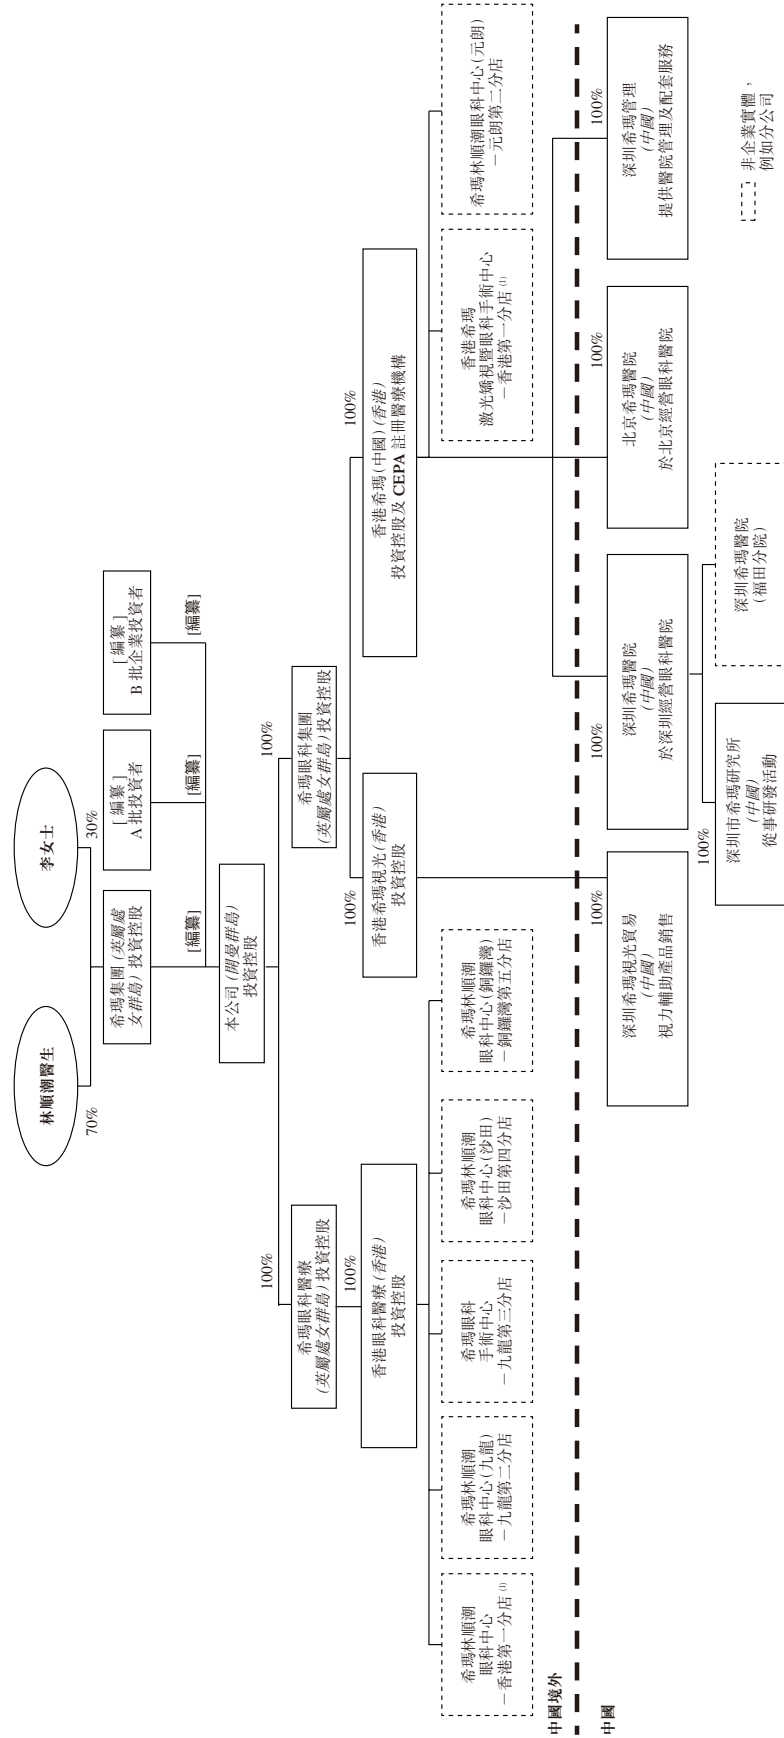 林順潮醫生
李女士
70%
30%
希瑪集團 (英屬處
女群島) 投資控股
[編纂]
A 批投資者
[編纂]
B 批企業投資者
[編纂]
[編纂]
[編纂]
本公司 (開曼群島)
投資控股
100%
100%
希瑪眼科醫療
(英屬處女群島) 投資控股
希瑪眼科集團
(英屬處女群島) 投資控股
100%
100%
100%
香港眼科醫療 (香港)
投資控股
香港希瑪視光 (香港)
投資控股
香港希瑪 (中國) (香港)
投資控股及 CEPA 註冊醫療機構
希瑪林順潮
眼科中心
－香港第一分店 (1)
希瑪林順潮
眼科中心 (九龍)
－九龍第二分店
希瑪眼科
手術中心
－九龍第三分店
希瑪林順潮
眼科中心 (沙田)
－沙田第四分店
希瑪林順潮
眼科中心 (銅鑼灣)
－銅鑼灣第五分店
香港希瑪
激光矯視暨眼科手術中心
－香港第一分店 (1)
希瑪林順潮眼科中心 (元朗)
－元朗第二分店
中國境外
中國
100%
100%
100%
100%
深圳希瑪視光貿易
(中國)
視力輔助產品銷售
深圳希瑪醫院
(中國)
於深圳經營眼科醫院
北京希瑪醫院
(中國)
於北京經營眼科醫院
深圳希瑪管理
(中國)
提供醫院管理及配套服務
100%
深圳市希瑪研究所
(中國)
從事研發活動
深圳希瑪醫院
(福田分院)
非企業實體，
例如分公司